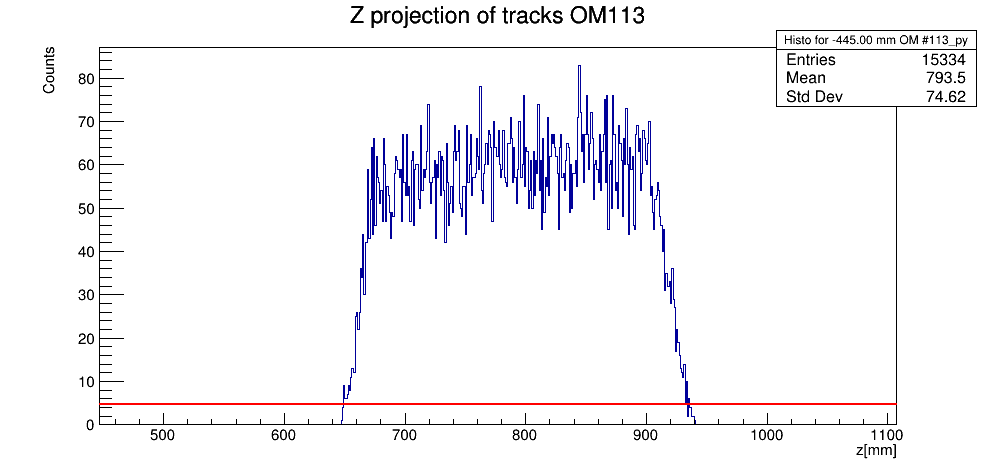 Z projection of tracks OM113
Histo for -445.00 mm OM #113_py
Entries 15334
Mean 793.5
Std Dev 74.62
Counts
80
70
60
50
40
30
20
10
0
500 600 700 800 900 1000 1100
z[mm]